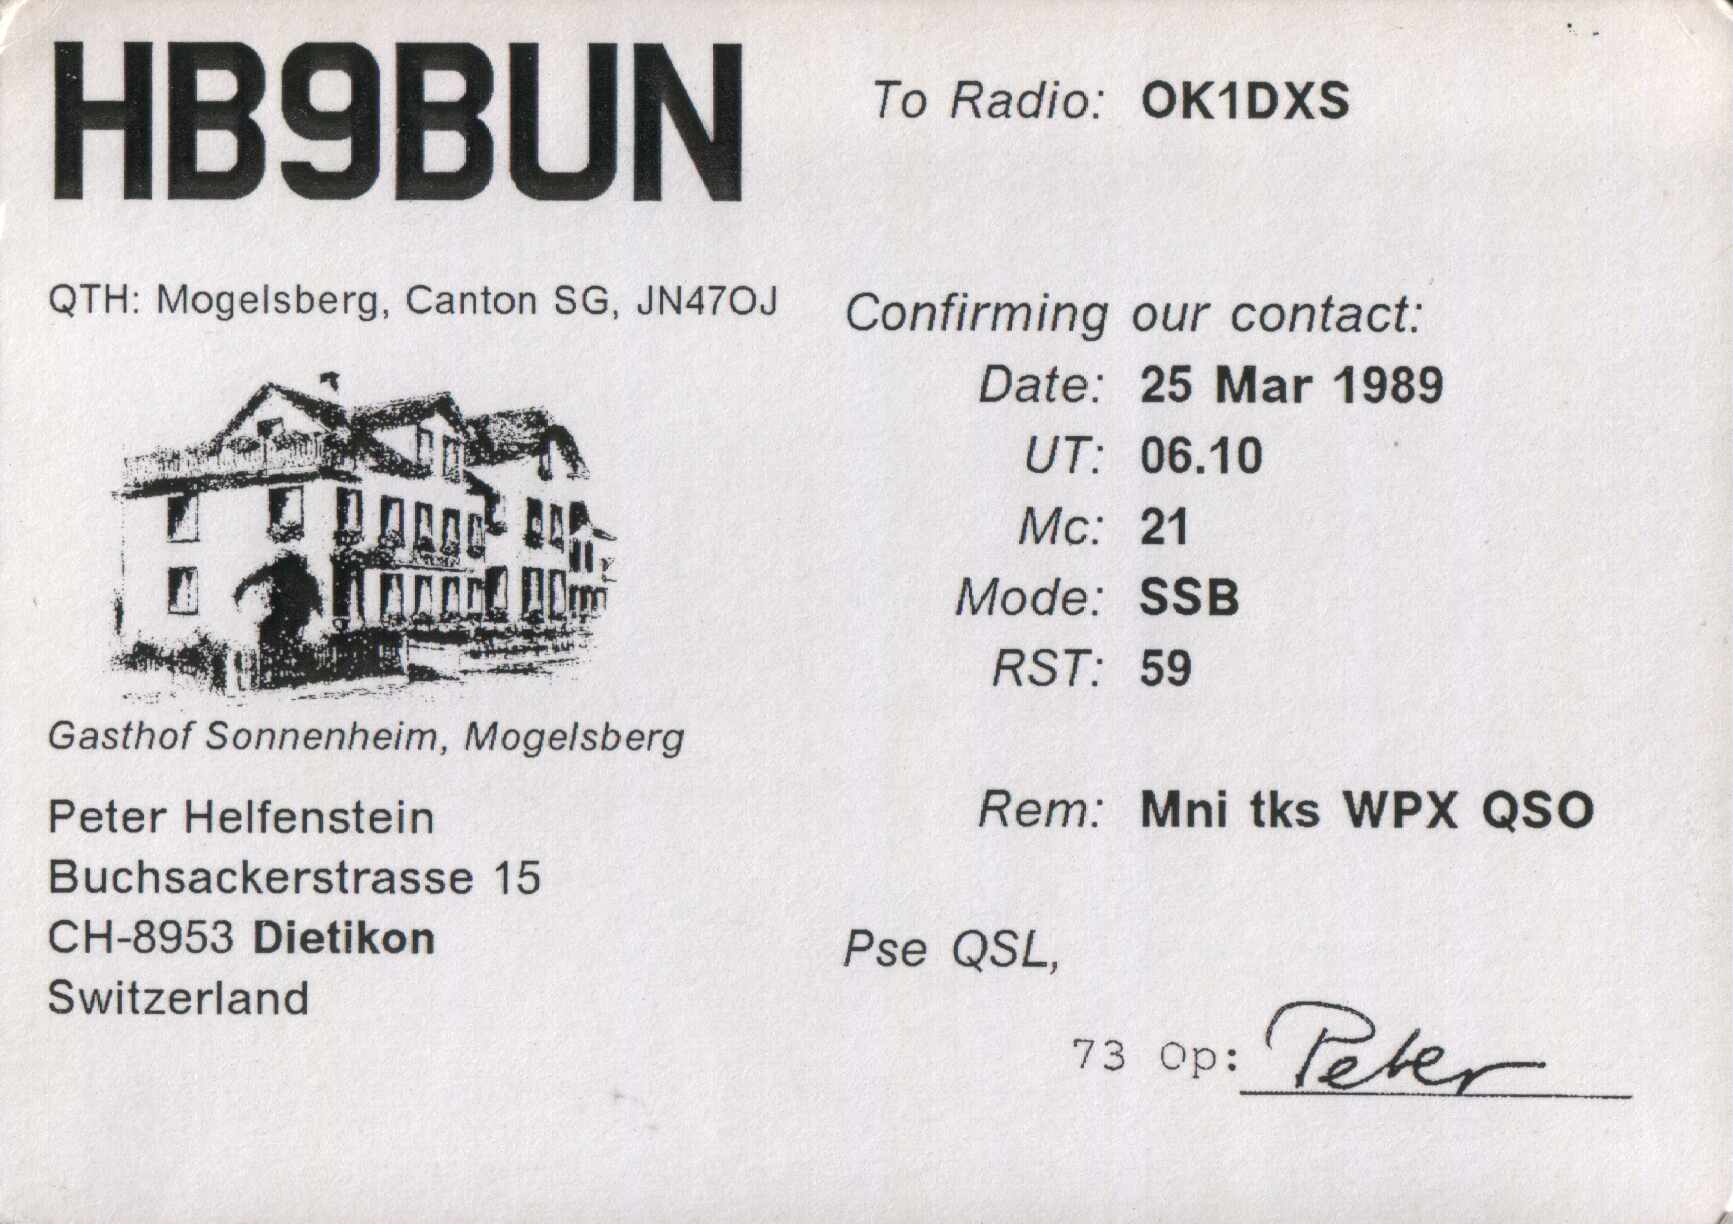 HB9BUN
QTH: Mogelsberg, Canton SG, JN47OJ
Gasthof Sonnenheim, Mogelsberg
Peter Helfenstein
Buchsackerstrasse 15
CH-8953 Dietikon
Switzerland
To Radio: OK1DXS
Confirming our contact:
Date: 25 Mar 1989
UT: 06.10
Mc: 21
Mode: SSB
RST: 59
Rem: Mni tks WPX QSO
Pse QSL,
73 Op: Peter